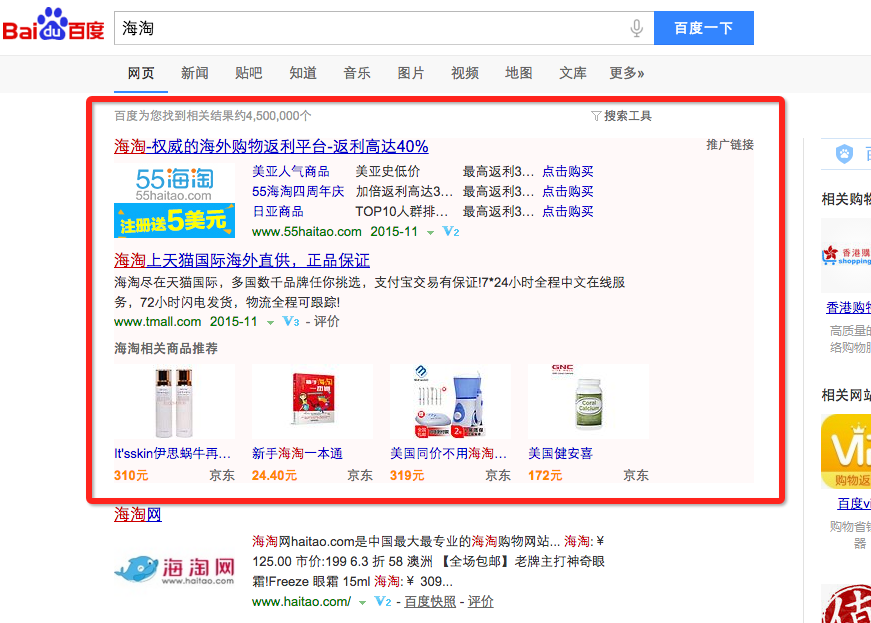 Bai du 百度
海淘
百度一下
网页 新闻 贴吧 知道 音乐 图片 视频 地图 文库 更多»
百度为您找到相关结果约4,500,000个
搜索工具
海淘-权威的海外购物返利平台-返利高达40%
推广链接
55海淘
55haitao.com
注册送5美元
美亚人气商品 美亚史低价 最高返利3... 点击购买
55海淘四周年庆 加倍返利高达3... 最高返利3... 点击购买
日亚商品 TOP10人群排... 最高返利3... 点击购买
www.55haitao.com 2015-11 V2
海淘上天猫国际海外直供，正品保证
海淘尽在天猫国际，多国数千品牌任你挑选，支付宝交易有保证!7*24小时全程中文在线服
务，72小时闪电发货，物流全程可跟踪!
www.tmall.com 2015-11 V3 - 评价
海淘相关商品推荐
GNC
Coral
Calcium
It'sskin伊思蜗牛再... 新手海淘一本通 美国同价不用海淘... 美国健安喜
310元 京东 24.40元 京东 319元 京东 172元 京东
海淘网
海淘网
www.haitao.com
海淘网haitao.com是中国最大最专业的海淘购物网站... 海淘: ¥
125.00 市价:199 6.3 折 58 澳洲 【全场包邮】老牌主打神奇眼
霜!Freeze 眼霜 15ml 海淘: ¥ 309...
www.haitao.com/ V2 - 百度快照 - 评价
相关购物
香港購
shopping
香港购物
高质量的
络购物服
相关网站
购物返
百度vi
购物省钱
器
值